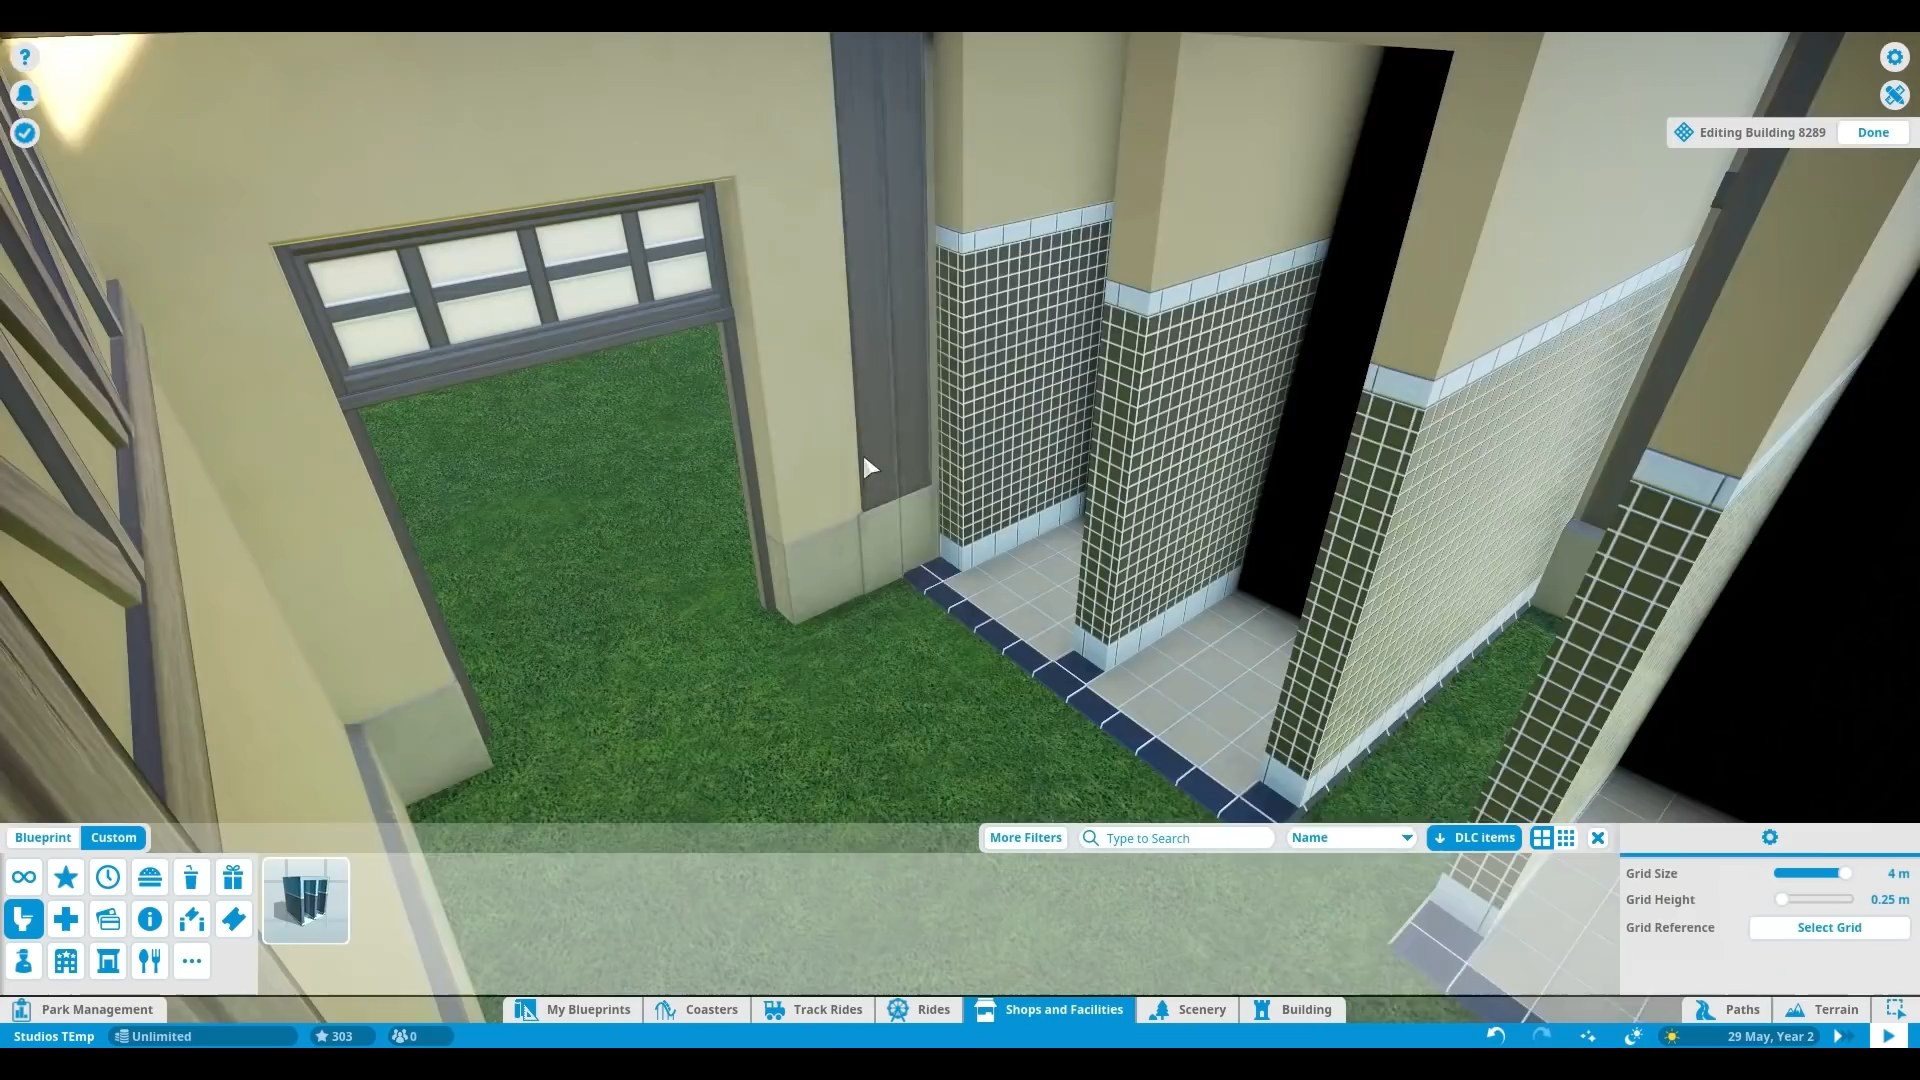 ?
Editing Building 8289 Done
Blueprint Custom
More Filters Type to Search Name DLC items
Grid Size 4 m
Grid Height 0.25 m
Grid Reference Select Grid
Park Management My Blueprints Coasters Track Rides Rides Shops and Facilities Scenery Building Paths Terrain
Studios TEmp Unlimited 303 0 29 May, Year 2